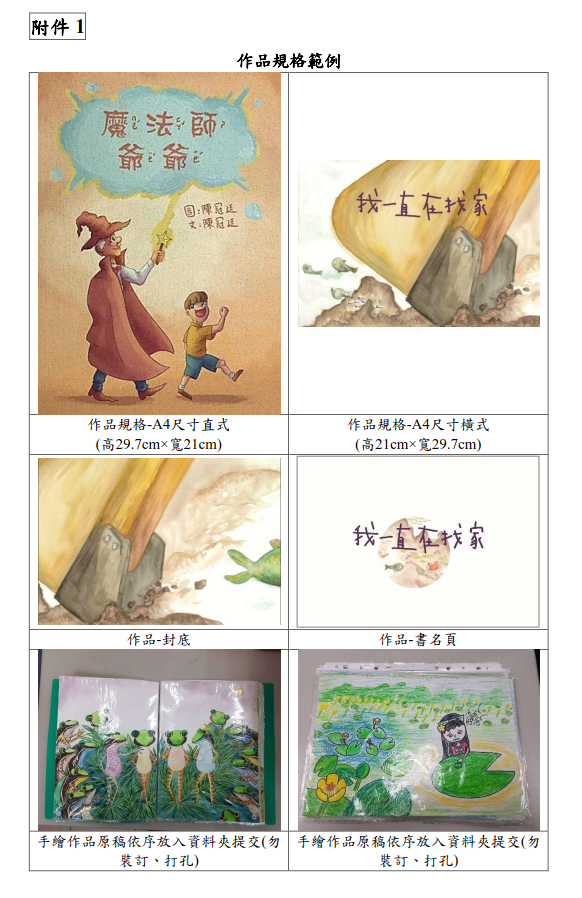 附件 1
作品規格範例
魔法師
爺爺
圖:陳冠廷
文:陳冠廷
我一直在找家
作品規格-A4尺寸直式
(高29.7cm×寬21cm)
作品規格-A4尺寸橫式
(高21cm×寬29.7cm)
我一直在找家
作品-封底
作品-書名頁
手繪作品原稿依序放入資料夾提交(勿
裝訂、打孔)
手繪作品原稿依序放入資料夾提交(勿
裝訂、打孔)